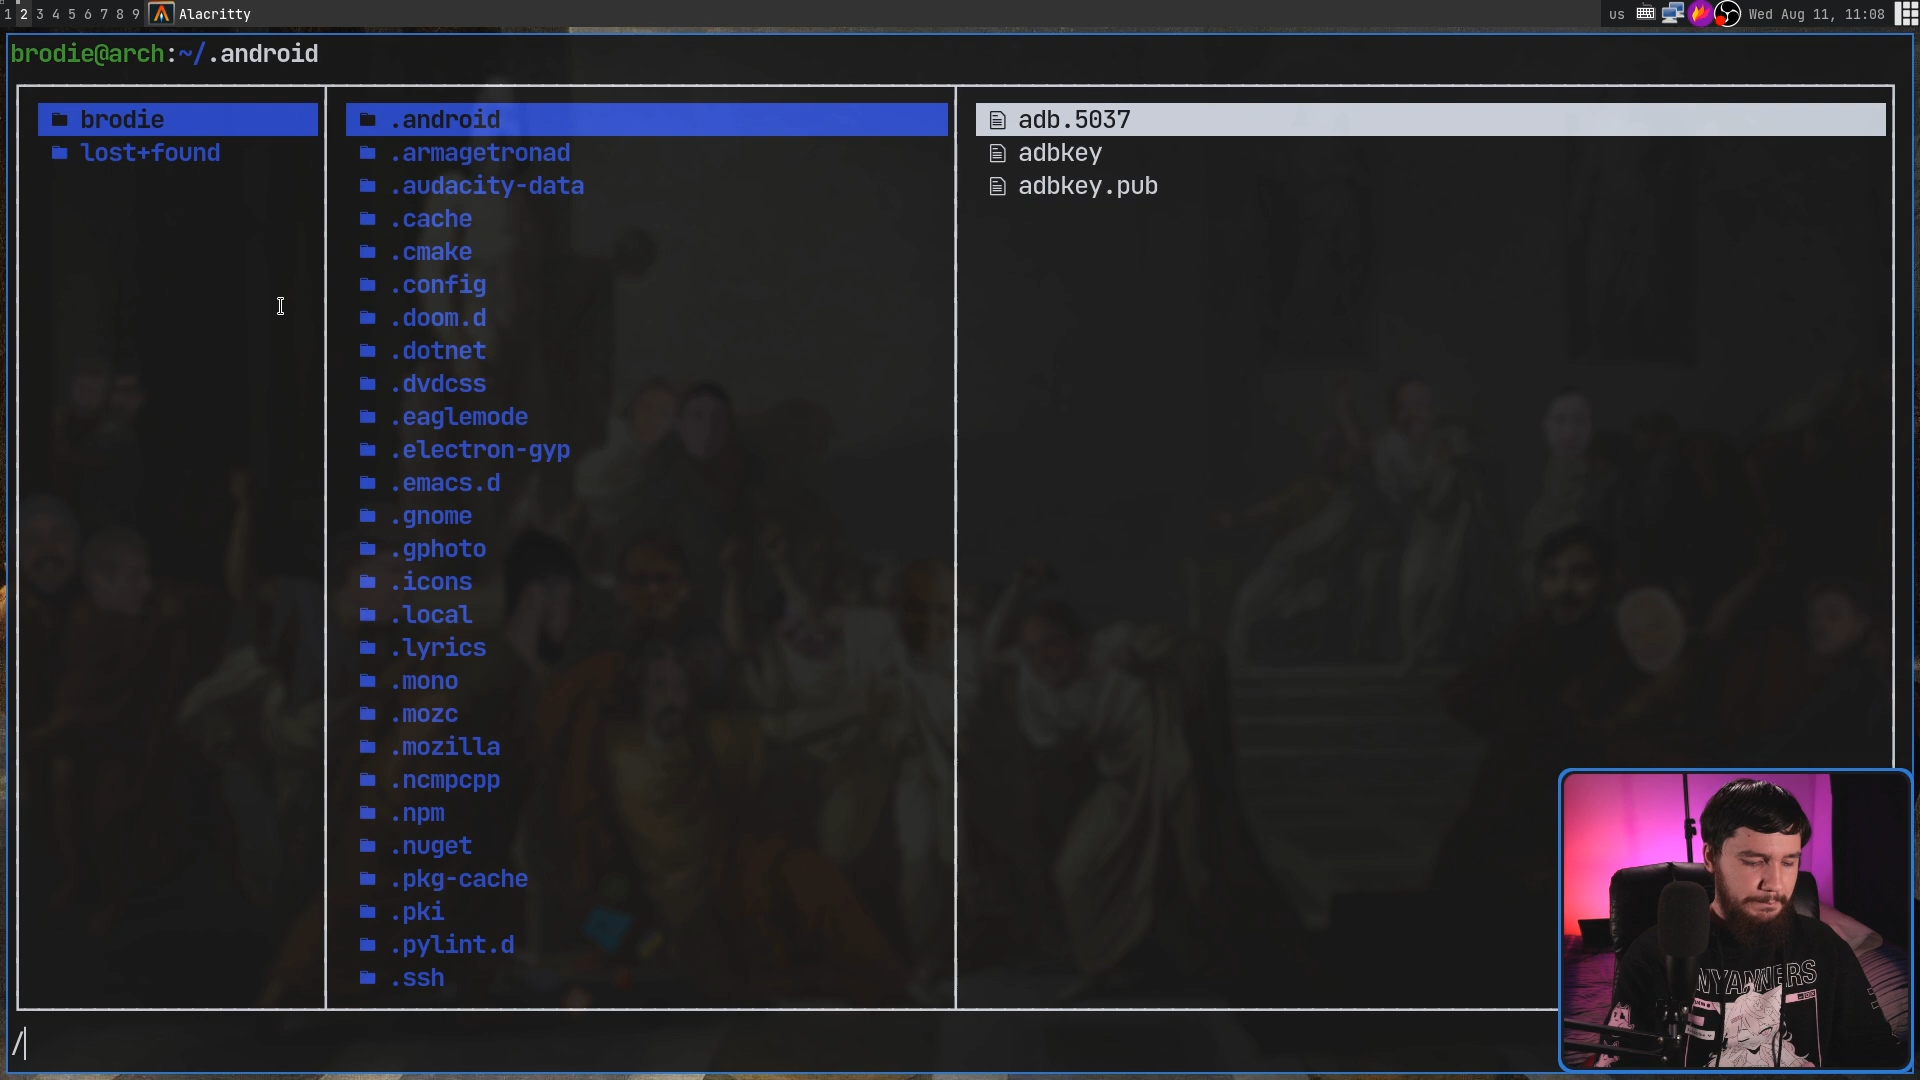 1 2 3 4 5 6 7 8 9 Alacritty us Wed Aug 11, 11:08
brodie@arch:~/.android
brodie
lost+found
.android
.armagetronad
.audacity-data
.cache
.cmake
.config
.doom.d
.dotnet
.dvdcss
.eaglemode
.electron-gyp
.emacs.d
.gnome
.gphoto
.icons
.local
.lyrics
.mono
.mozc
.mozilla
.ncmpcpp
.npm
.nuget
.pkg-cache
.pki
.pylint.d
.ssh
adb.5037
adbkey
adbkey.pub
/